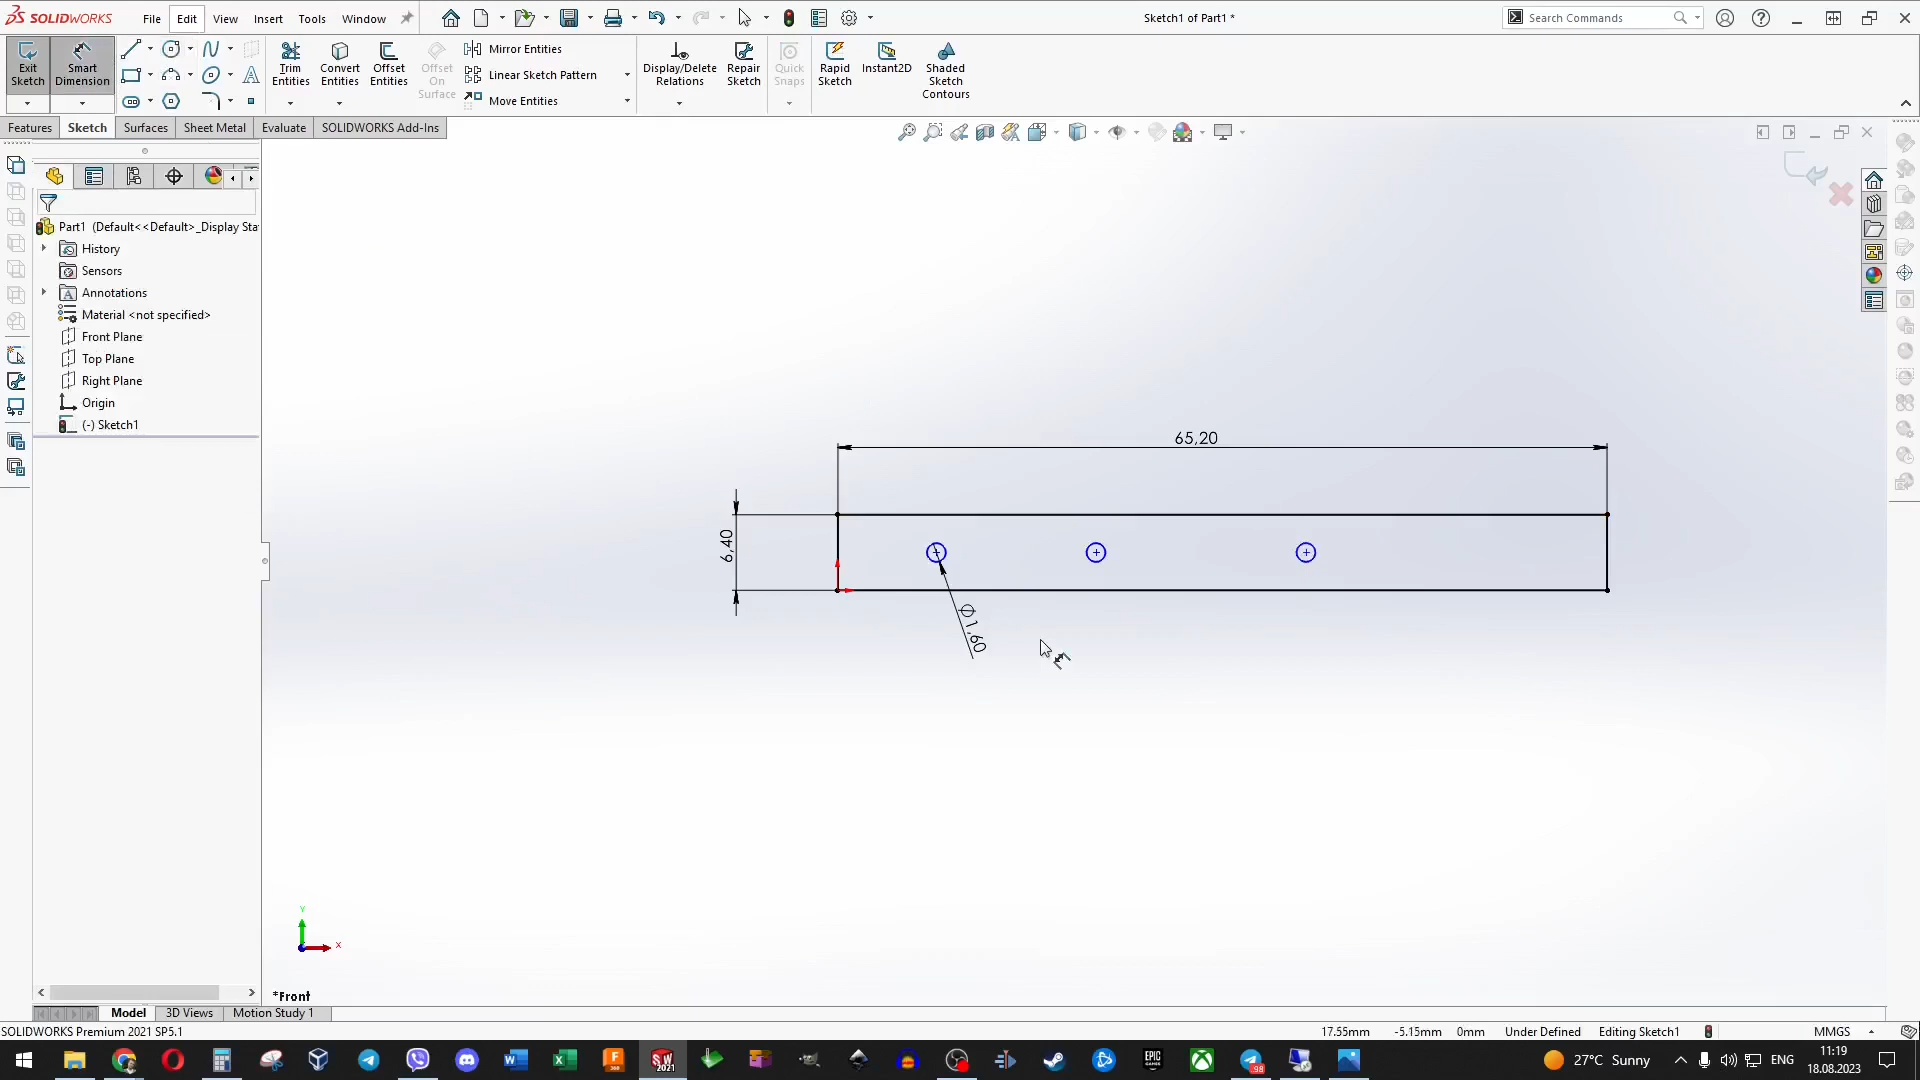 SOLIDWORKS
File
Edit
View
Insert
Tools
Window
Sketch1 of Part1 *
Search Commands
Exit
Sketch
Smart
Dimension
Trim
Entities
Convert
Entities
Offset
Entities
Offset
On
Surface
Mirror Entities
Linear Sketch Pattern
Move Entities
Display/Delete
Relations
Repair
Sketch
Quick
Snaps
Rapid
Sketch
Instant2D
Shaded
Sketch
Contours
Features
Sketch
Surfaces
Sheet Metal
Evaluate
SOLIDWORKS Add-Ins
Part1 (Default<<Default>_Display Sta
History
Sensors
Annotations
Material <not specified>
Front Plane
Top Plane
Right Plane
Origin
(-) Sketch1
65,20
6,40
∅1,60
Y
X
*Front
Model
3D Views
Motion Study 1
SOLIDWORKS Premium 2021 SP5.1
17.55mm
-5.15mm
0mm
Under Defined
Editing Sketch1
MMGS
27°C Sunny
ENG
11:19
18.08.2023